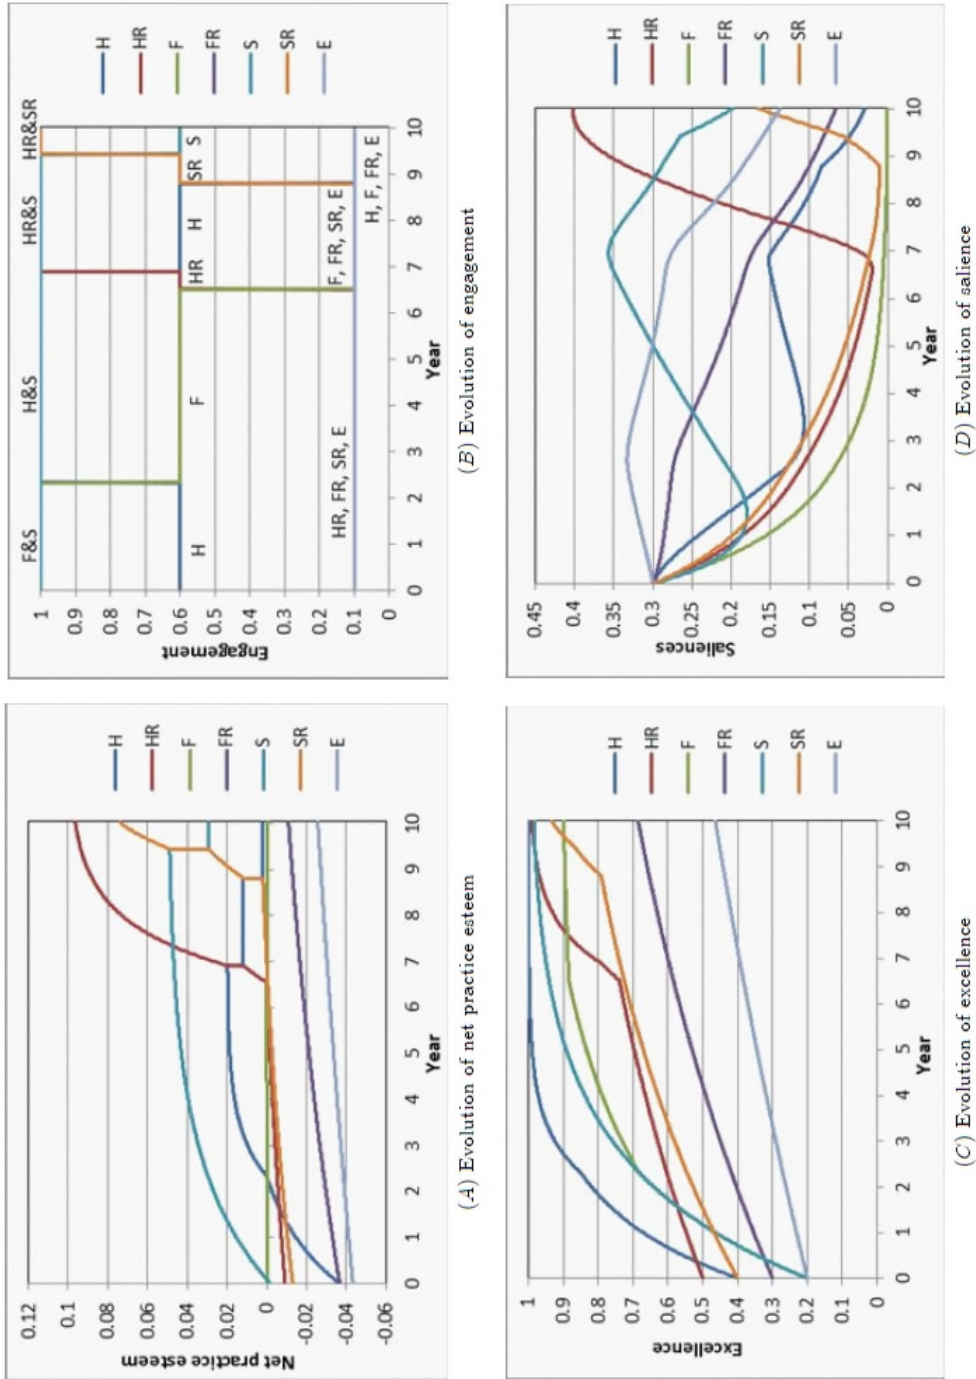 0.12
0.1
0.08
0.06
0.04
0.02
0
-0.02
-0.04
-0.06
Net practice esteem
0 1 2 3 4 5 6 7 8 9 10
Year
H
HR
F
FR
S
SR
E
(A) Evolution of net practice esteem
1
0.9
0.8
0.7
0.6
0.5
0.4
0.3
0.2
0.1
0
Engagement
F&S H&S HR&S HR&SR
H F HR H SR S
HR, FR, SR, E F, FR, SR, E
H, F, FR, E
0 1 2 3 4 5 6 7 8 9 10
Year
H
HR
F
FR
S
SR
E
(B) Evolution of engagement
1
0.9
0.8
0.7
0.6
0.5
0.4
0.3
0.2
0.1
0
Excellence
0 1 2 3 4 5 6 7 8 9 10
Year
H
HR
F
FR
S
SR
E
(C) Evolution of excellence
0.45
0.4
0.35
0.3
0.25
0.2
0.15
0.1
0.05
0
Saliences
0 1 2 3 4 5 6 7 8 9 10
Year
H
HR
F
FR
S
SR
E
(D) Evolution of salience